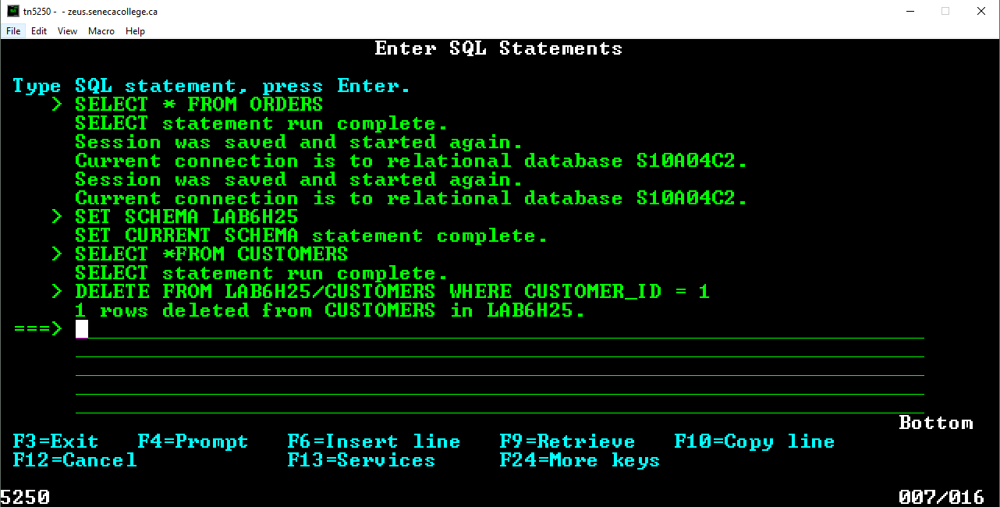 tn5250 - - zeus.senecacollege.ca
File Edit View Macro Help
Enter SQL Statements
Type SQL statement, press Enter.
> SELECT * FROM ORDERS
SELECT statement run complete.
Session was saved and started again.
Current connection is to relational database S10A04C2.
Session was saved and started again.
Current connection is to relational database S10A04C2.
> SET SCHEMA LAB6H25
SET CURRENT SCHEMA statement complete.
> SELECT *FROM CUSTOMERS
SELECT statement run complete.
> DELETE FROM LAB6H25/CUSTOMERS WHERE CUSTOMER_ID = 1
1 rows deleted from CUSTOMERS in LAB6H25.
===>
Bottom
F3=Exit F4=Prompt F6=Insert line F9=Retrieve F10=Copy line
F12=Cancel F13=Services F24=More keys
5250 007/016